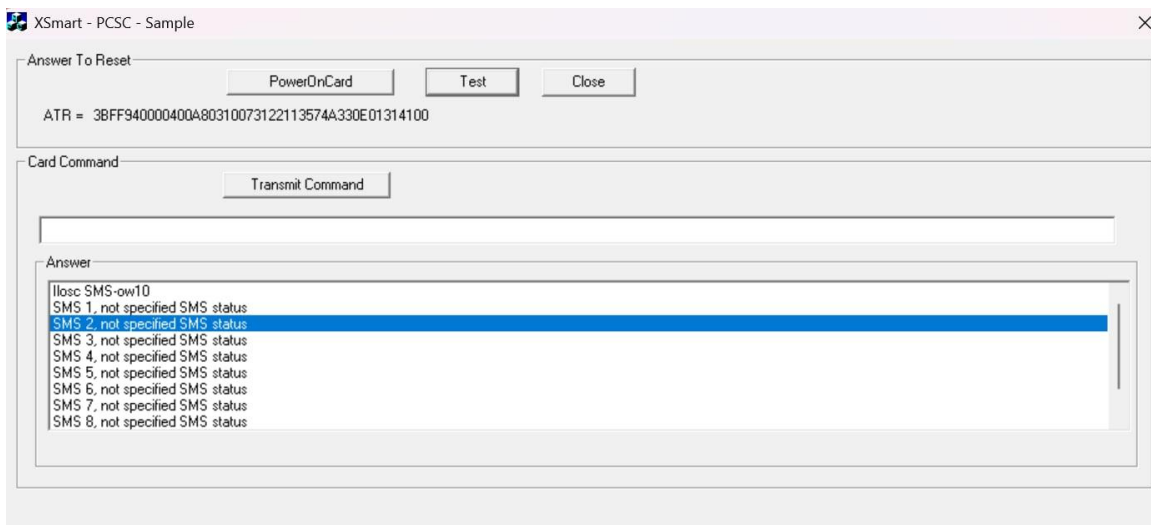 XSmart - PCSC - Sample
Answer To Reset
PowerOnCard Test Close
ATR = 3BFF940000400A80310073122113574A330E01314100
Card Command
Transmit Command
Answer
Ilosc SMS-ow10
SMS 1, not specified SMS status
SMS 2, not specified SMS status
SMS 3, not specified SMS status
SMS 4, not specified SMS status
SMS 5, not specified SMS status
SMS 6, not specified SMS status
SMS 7, not specified SMS status
SMS 8, not specified SMS status